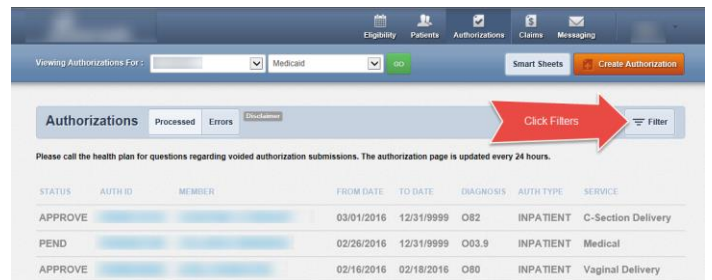 Eligibility Patients Authorizations Claims Messaging
Viewing Authorizations For : Medicaid GO Smart Sheets Create Authorization
Authorizations Processed Errors Disclaimer Click Filters Filter
Please call the health plan for questions regarding voided authorization submissions. The authorization page is updated every 24 hours.
STATUS AUTH ID MEMBER FROM DATE TO DATE DIAGNOSIS AUTH TYPE SERVICE
APPROVE 03/01/2016 12/31/9999 O82 INPATIENT C-Section Delivery
PEND 02/26/2016 12/31/9999 O03.9 INPATIENT Medical
APPROVE 02/16/2016 02/18/2016 O80 INPATIENT Vaginal Delivery